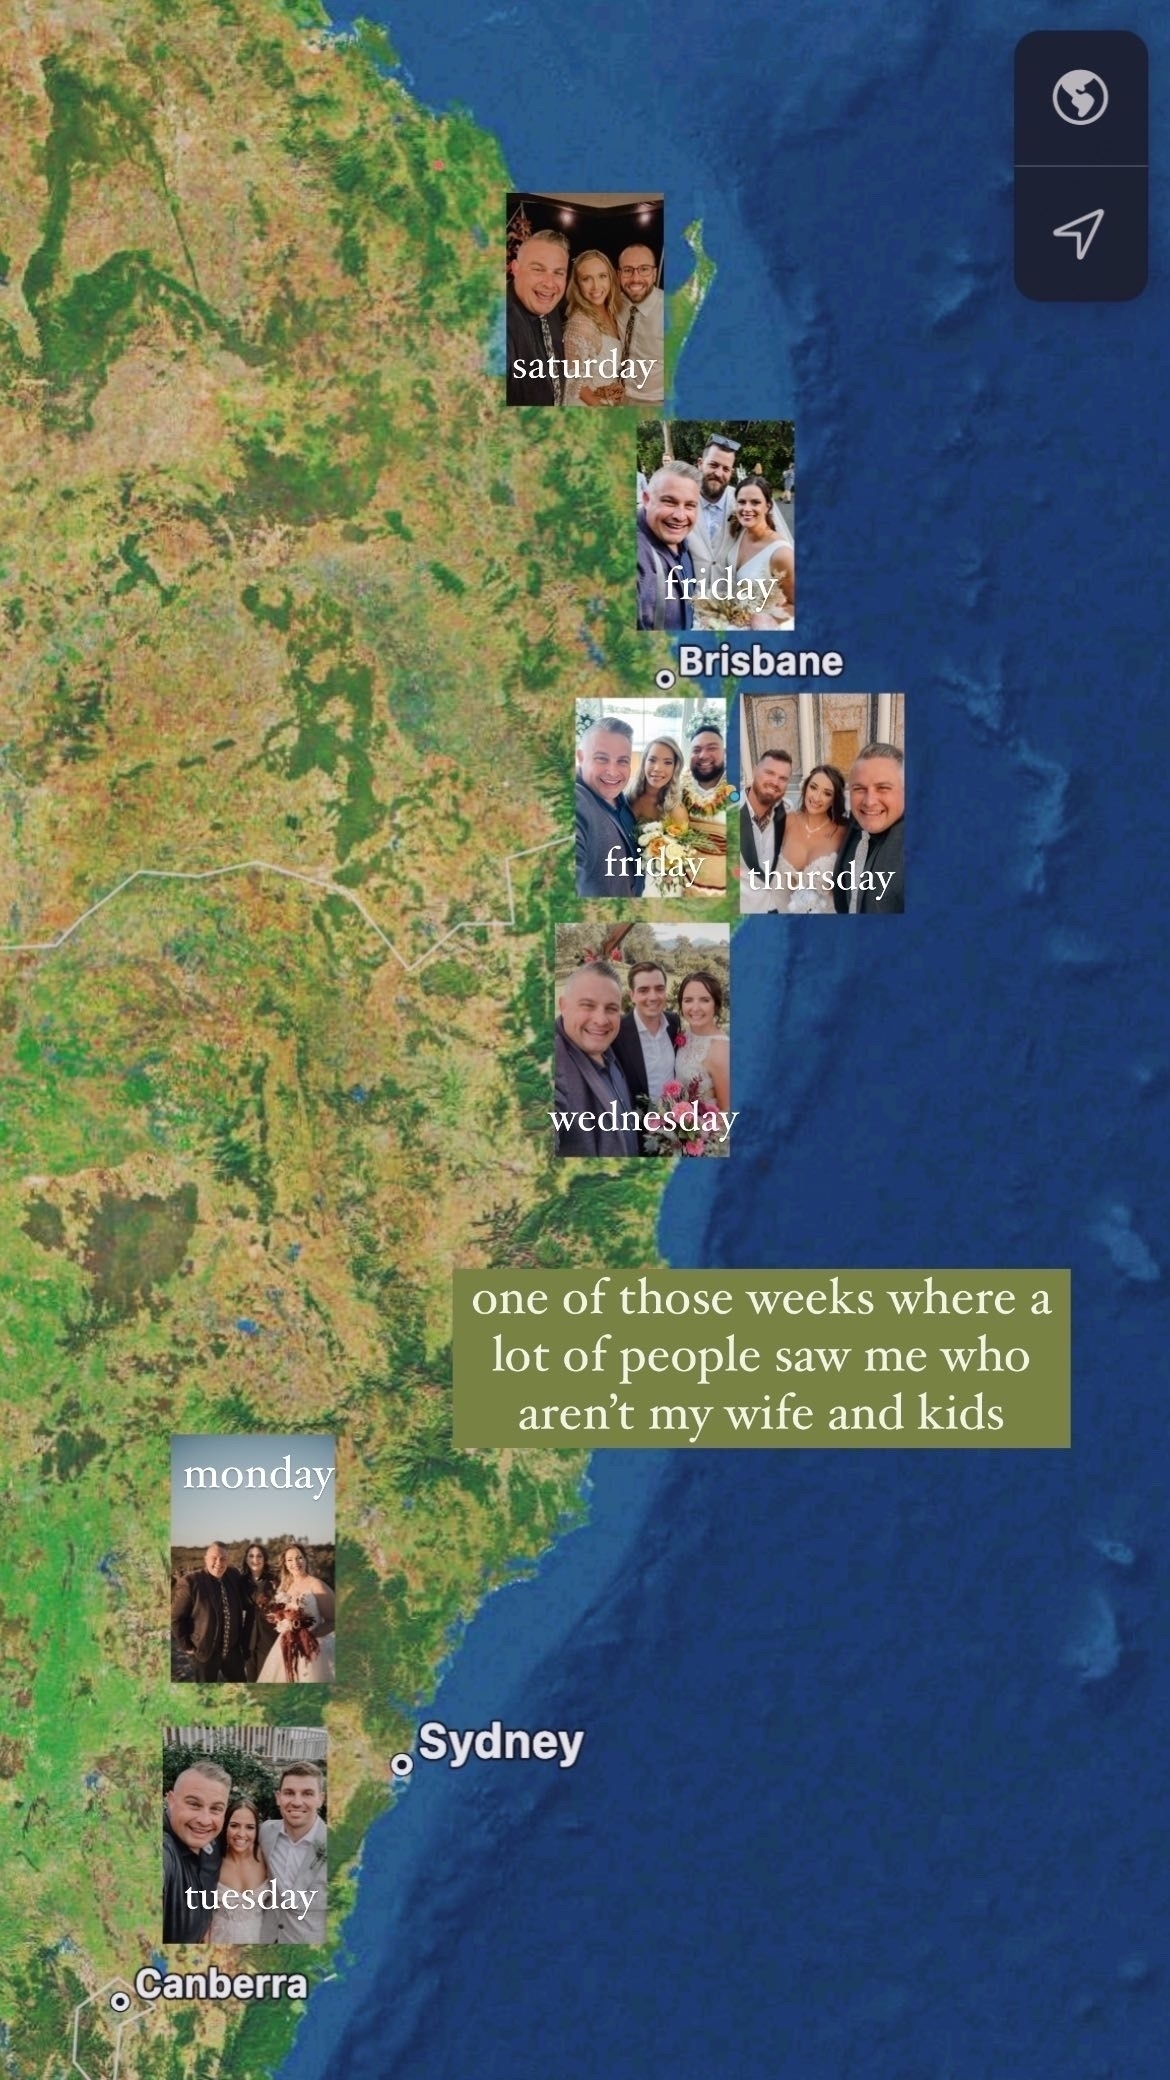 saturday
friday
Brisbane
friday
thursday
wednesday
one of those weeks where a
lot of people saw me who
aren't my wife and kids
monday
Sydney
tuesday
Canberra